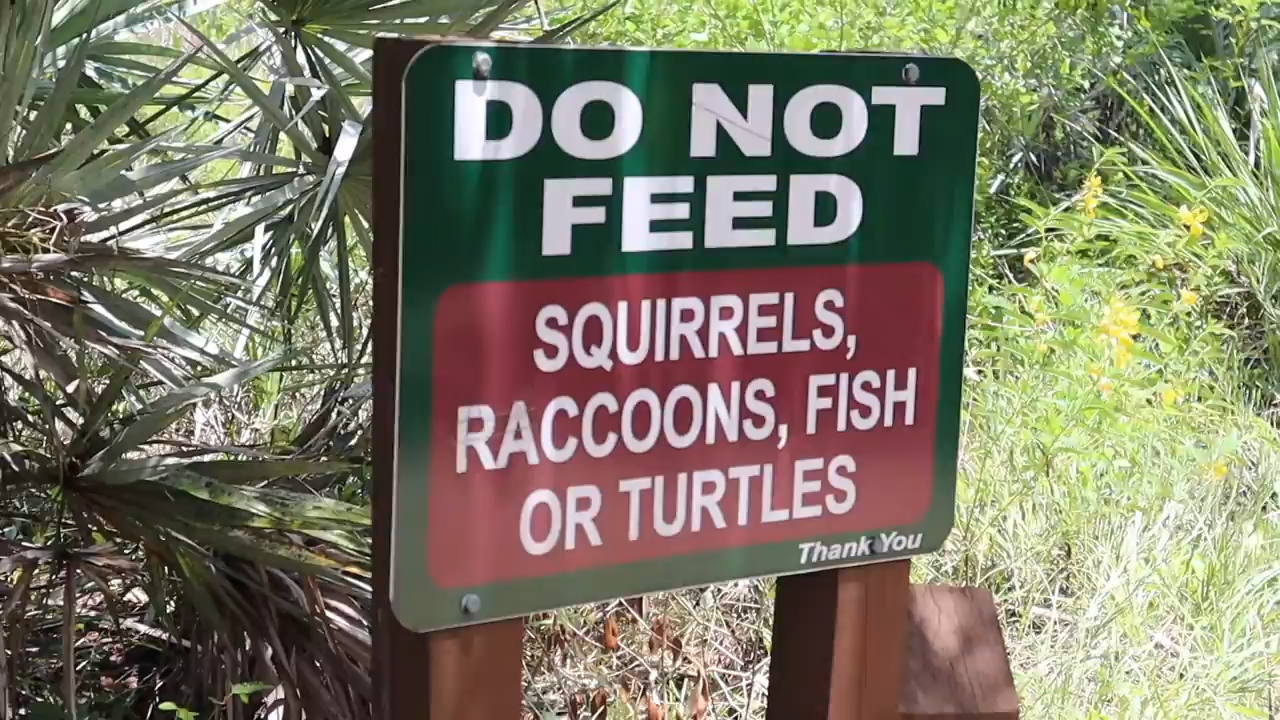 DO NOT
FEED
SQUIRRELS,
RACCOONS, FISH
OR TURTLES
Thank You